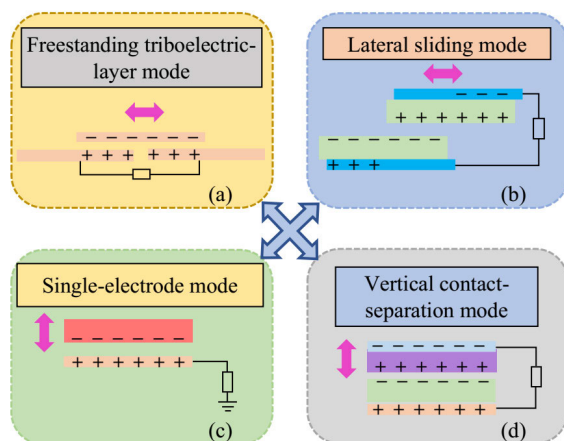 Freestanding triboelectric-
layer mode
− − − − − − −
+ + + + + +
(a)
Lateral sliding mode
− − −
+ + + + + +
− − − − − −
+ + +
(b)
Single-electrode mode
− − − − − −
+ + + + + +
(c)
Vertical contact-
separation mode
− − − − − −
+ + + + + +
− − − − − −
+ + + + + +
(d)